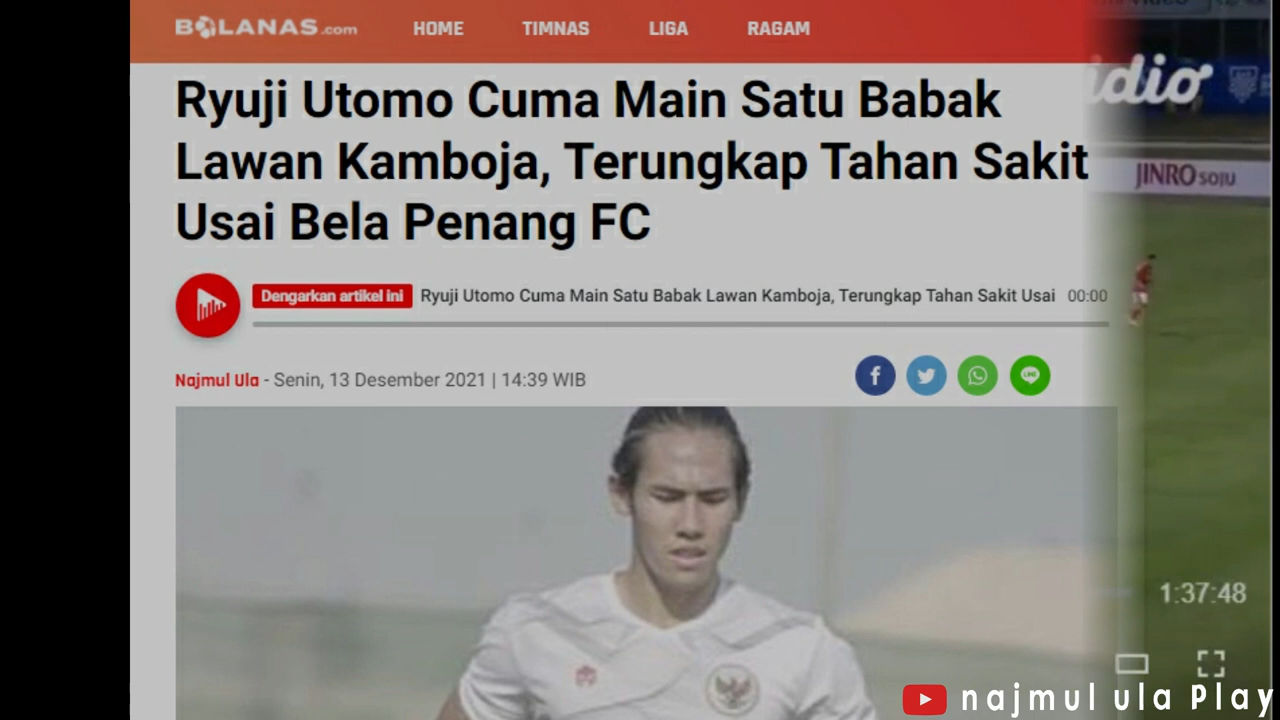 BOLANAS.com HOME TIMNAS LIGA RAGAM
Ryuji Utomo Cuma Main Satu Babak
Lawan Kamboja, Terungkap Tahan Sakit
Usai Bela Penang FC
Dengarkan artikel ini Ryuji Utomo Cuma Main Satu Babak Lawan Kamboja, Terungkap Tahan Sakit Usai 00:00
Najmul Ula - Senin, 13 Desember 2021 | 14:39 WIB
idio
JINRO SOJU
1:37:48
najmul ula Play